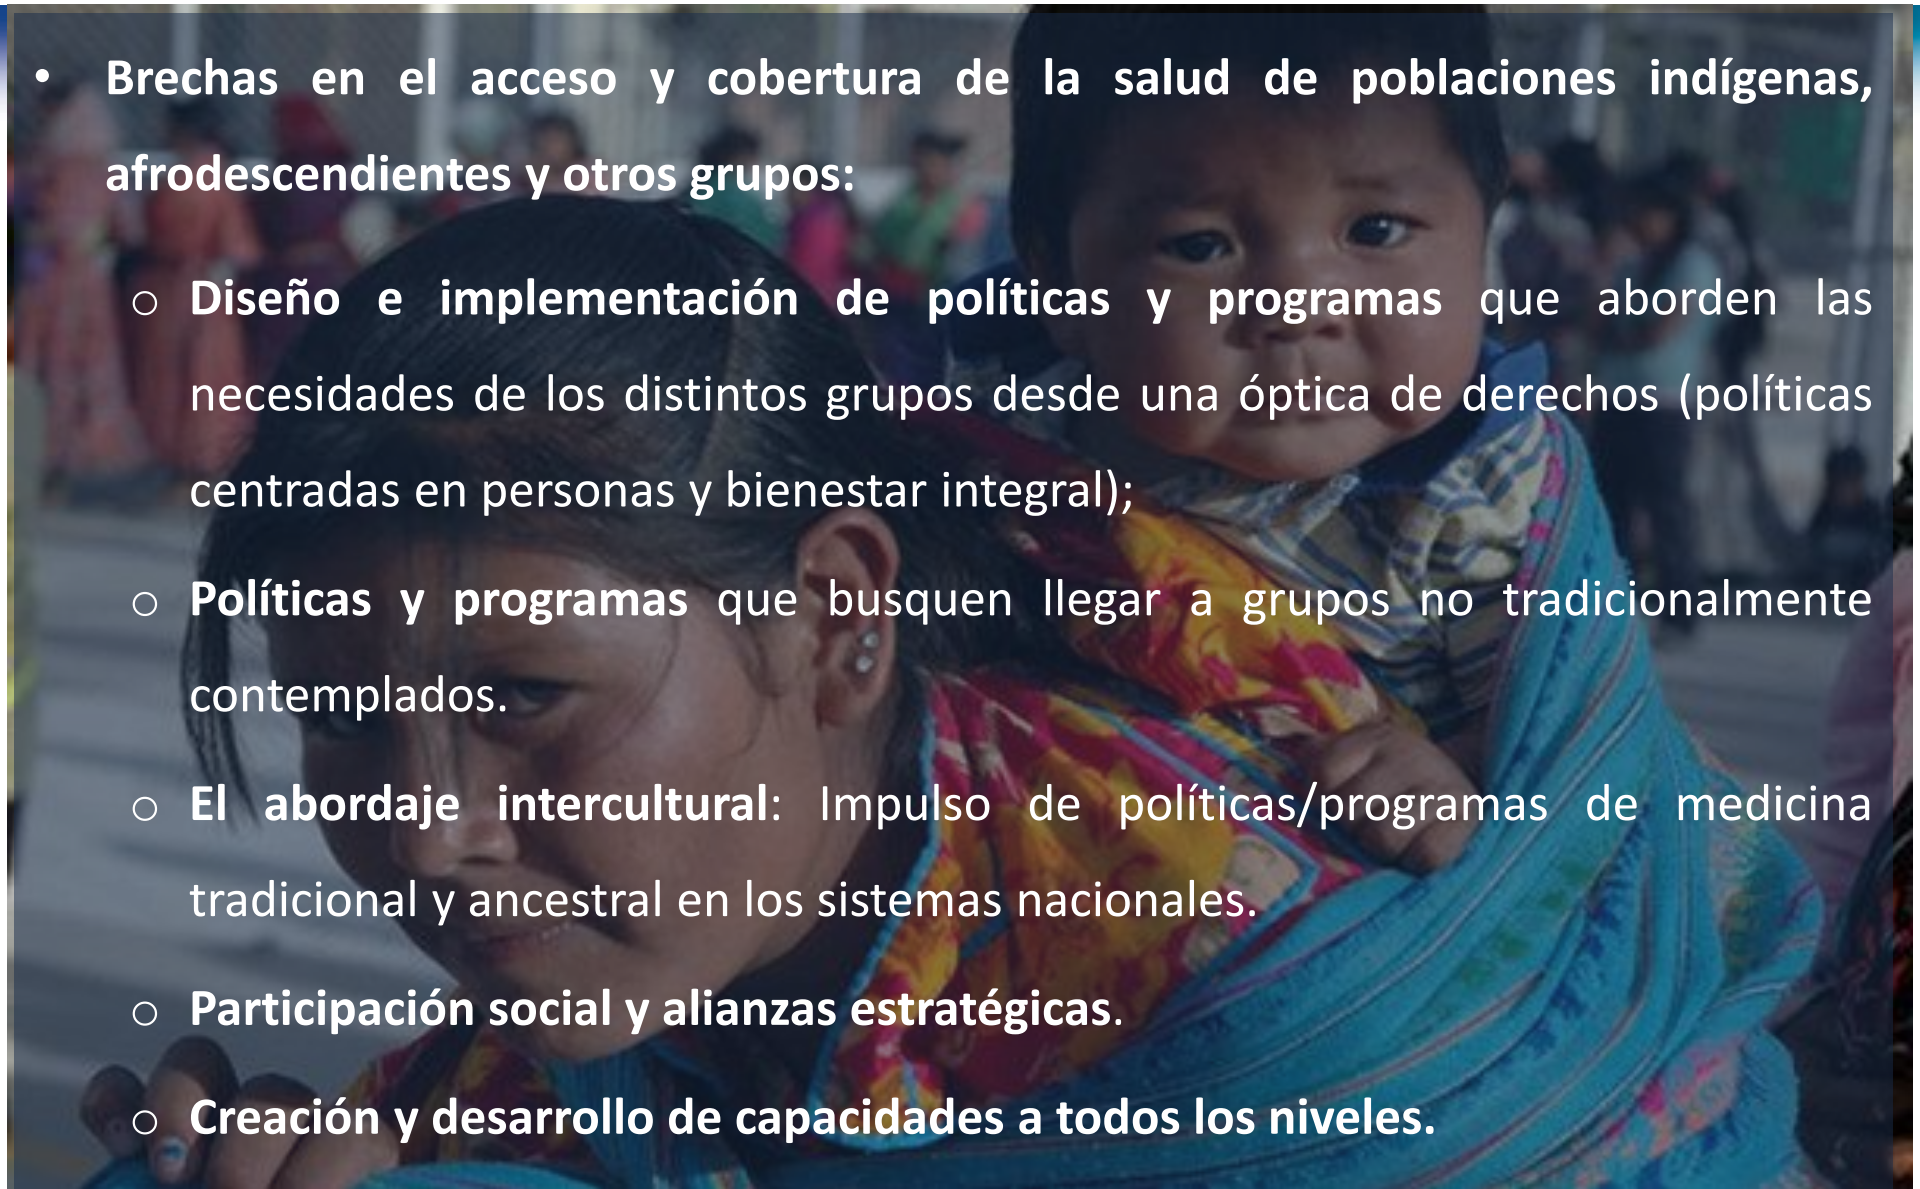 • Brechas en el acceso y cobertura de la salud de poblaciones indígenas,
afrodescendientes y otros grupos:
o Diseño e implementación de políticas y programas que aborden las
necesidades de los distintos grupos desde una óptica de derechos (políticas
centradas en personas y bienestar integral);
o Políticas y programas que busquen llegar a grupos no tradicionalmente
contemplados.
o El abordaje intercultural: Impulso de políticas/programas de medicina
tradicional y ancestral en los sistemas nacionales.
o Participación social y alianzas estratégicas.
o Creación y desarrollo de capacidades a todos los niveles.